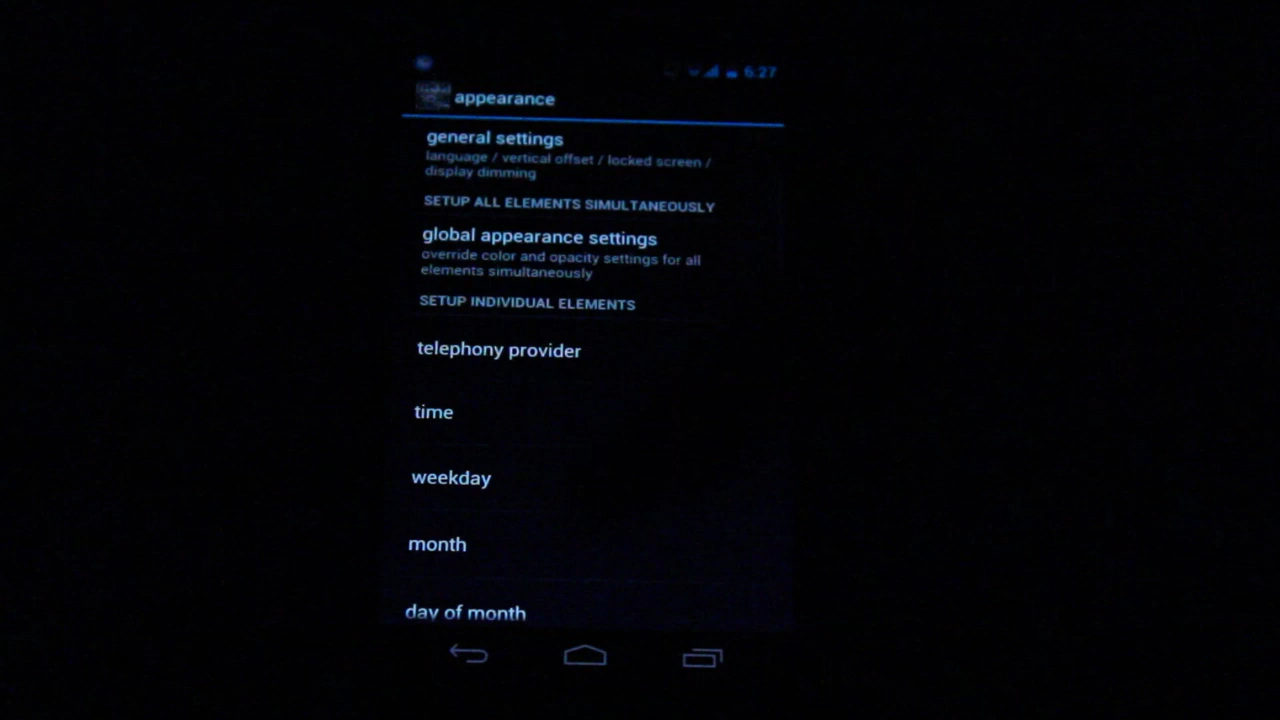 6:27
appearance
general settings
language / vertical offset / locked screen /
display dimming
SETUP ALL ELEMENTS SIMULTANEOUSLY
global appearance settings
override color and opacity settings for all
elements simultaneously
SETUP INDIVIDUAL ELEMENTS
telephony provider
time
weekday
month
day of month